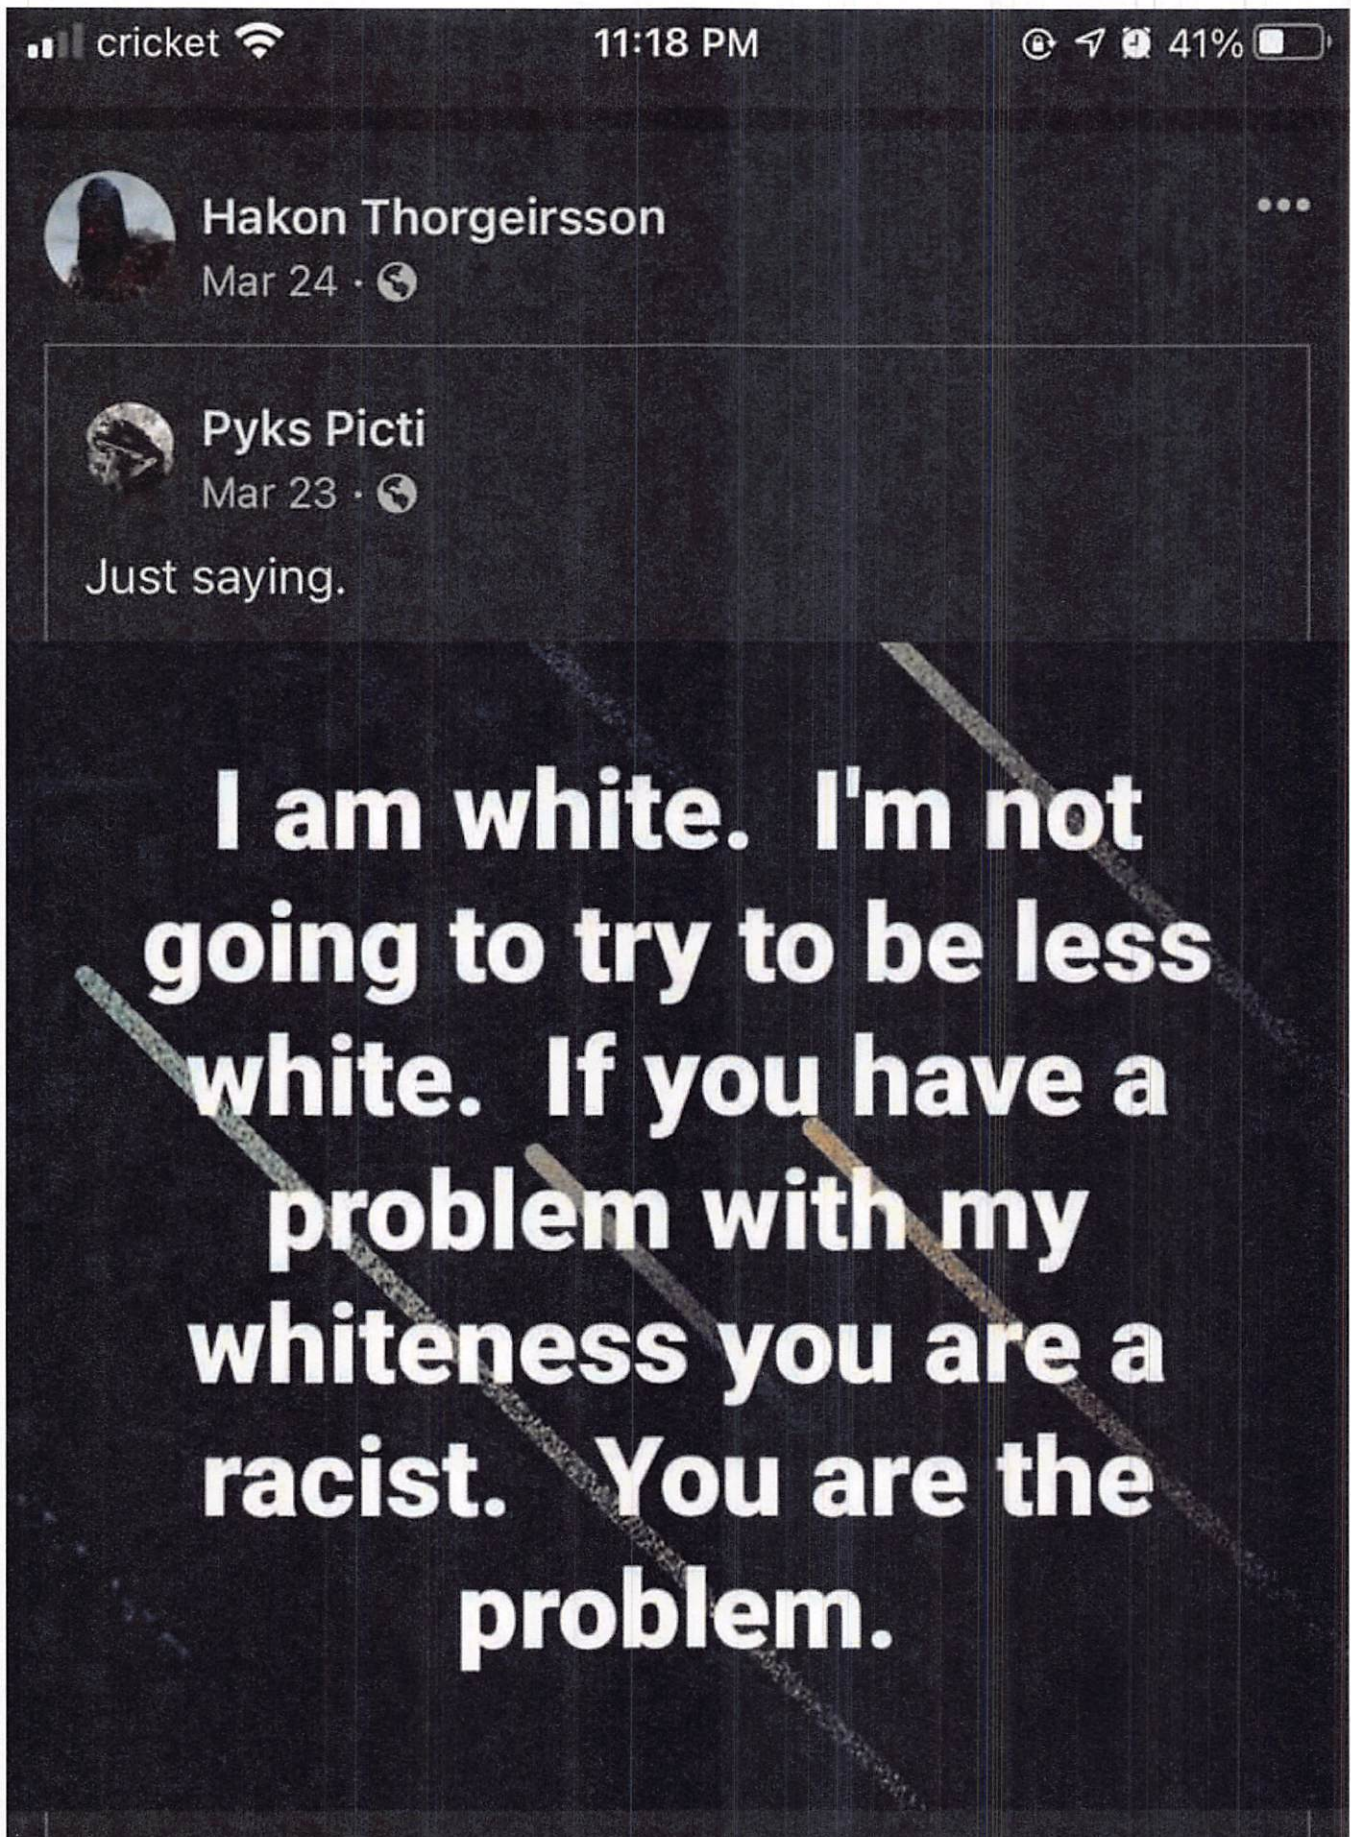 cricket 11:18 PM 41%
Hakon Thorgeirsson
Mar 24 ·
Pyks Picti
Mar 23 ·
Just saying.
I am white. I'm not
going to try to be less
white. If you have a
problem with my
whiteness you are a
racist. You are the
problem.